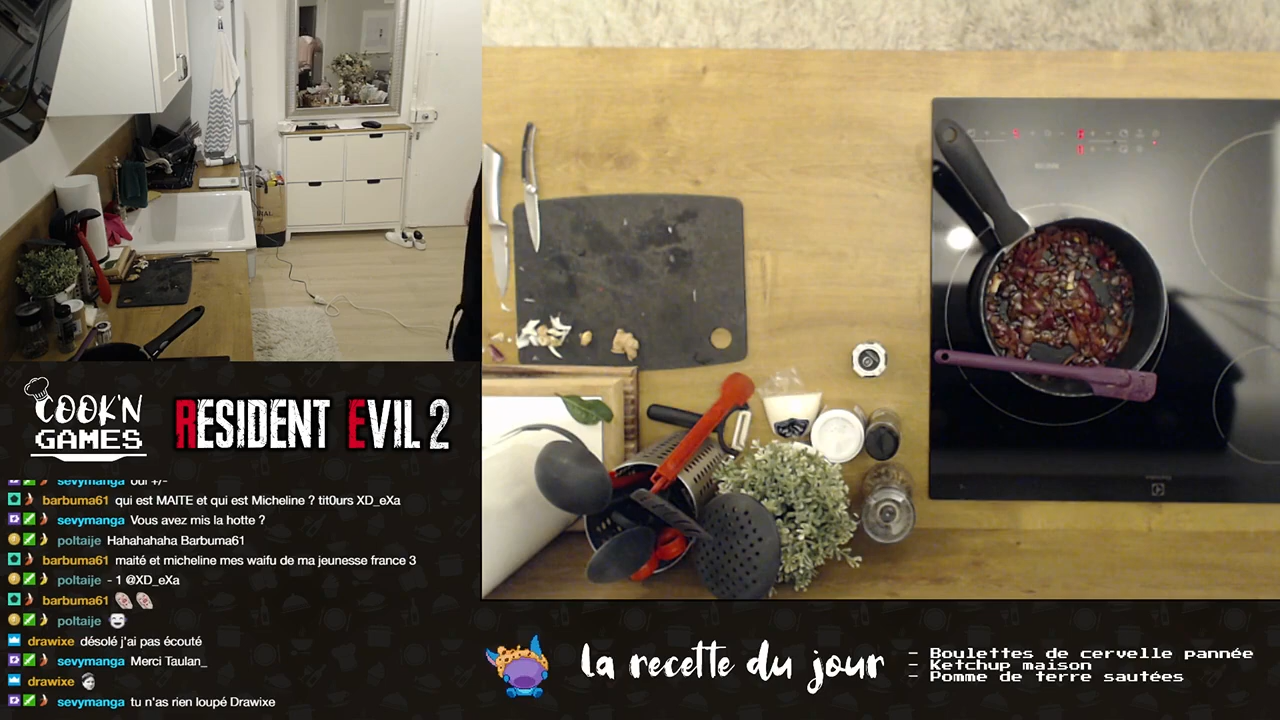 COOK'N
GAMES
RESIDENT EVIL 2
sevymanga oui +/-
barbuma61 qui est MAITE et qui est Micheline ? tit0urs XD_eXa
sevymanga Vous avez mis la hotte ?
poltaije Hahahahaha Barbuma61
barbuma61 maité et micheline mes waifu de ma jeunesse france 3
poltaije - 1 @XD_eXa
barbuma61
poltaije
drawixe désolé j'ai pas écouté
sevymanga Merci Taulan_
drawixe
sevymanga tu n'as rien loupé Drawixe
la recette du jour
- Boulettes de cervelle pannée
- Ketchup maison
- Pomme de terre sautées